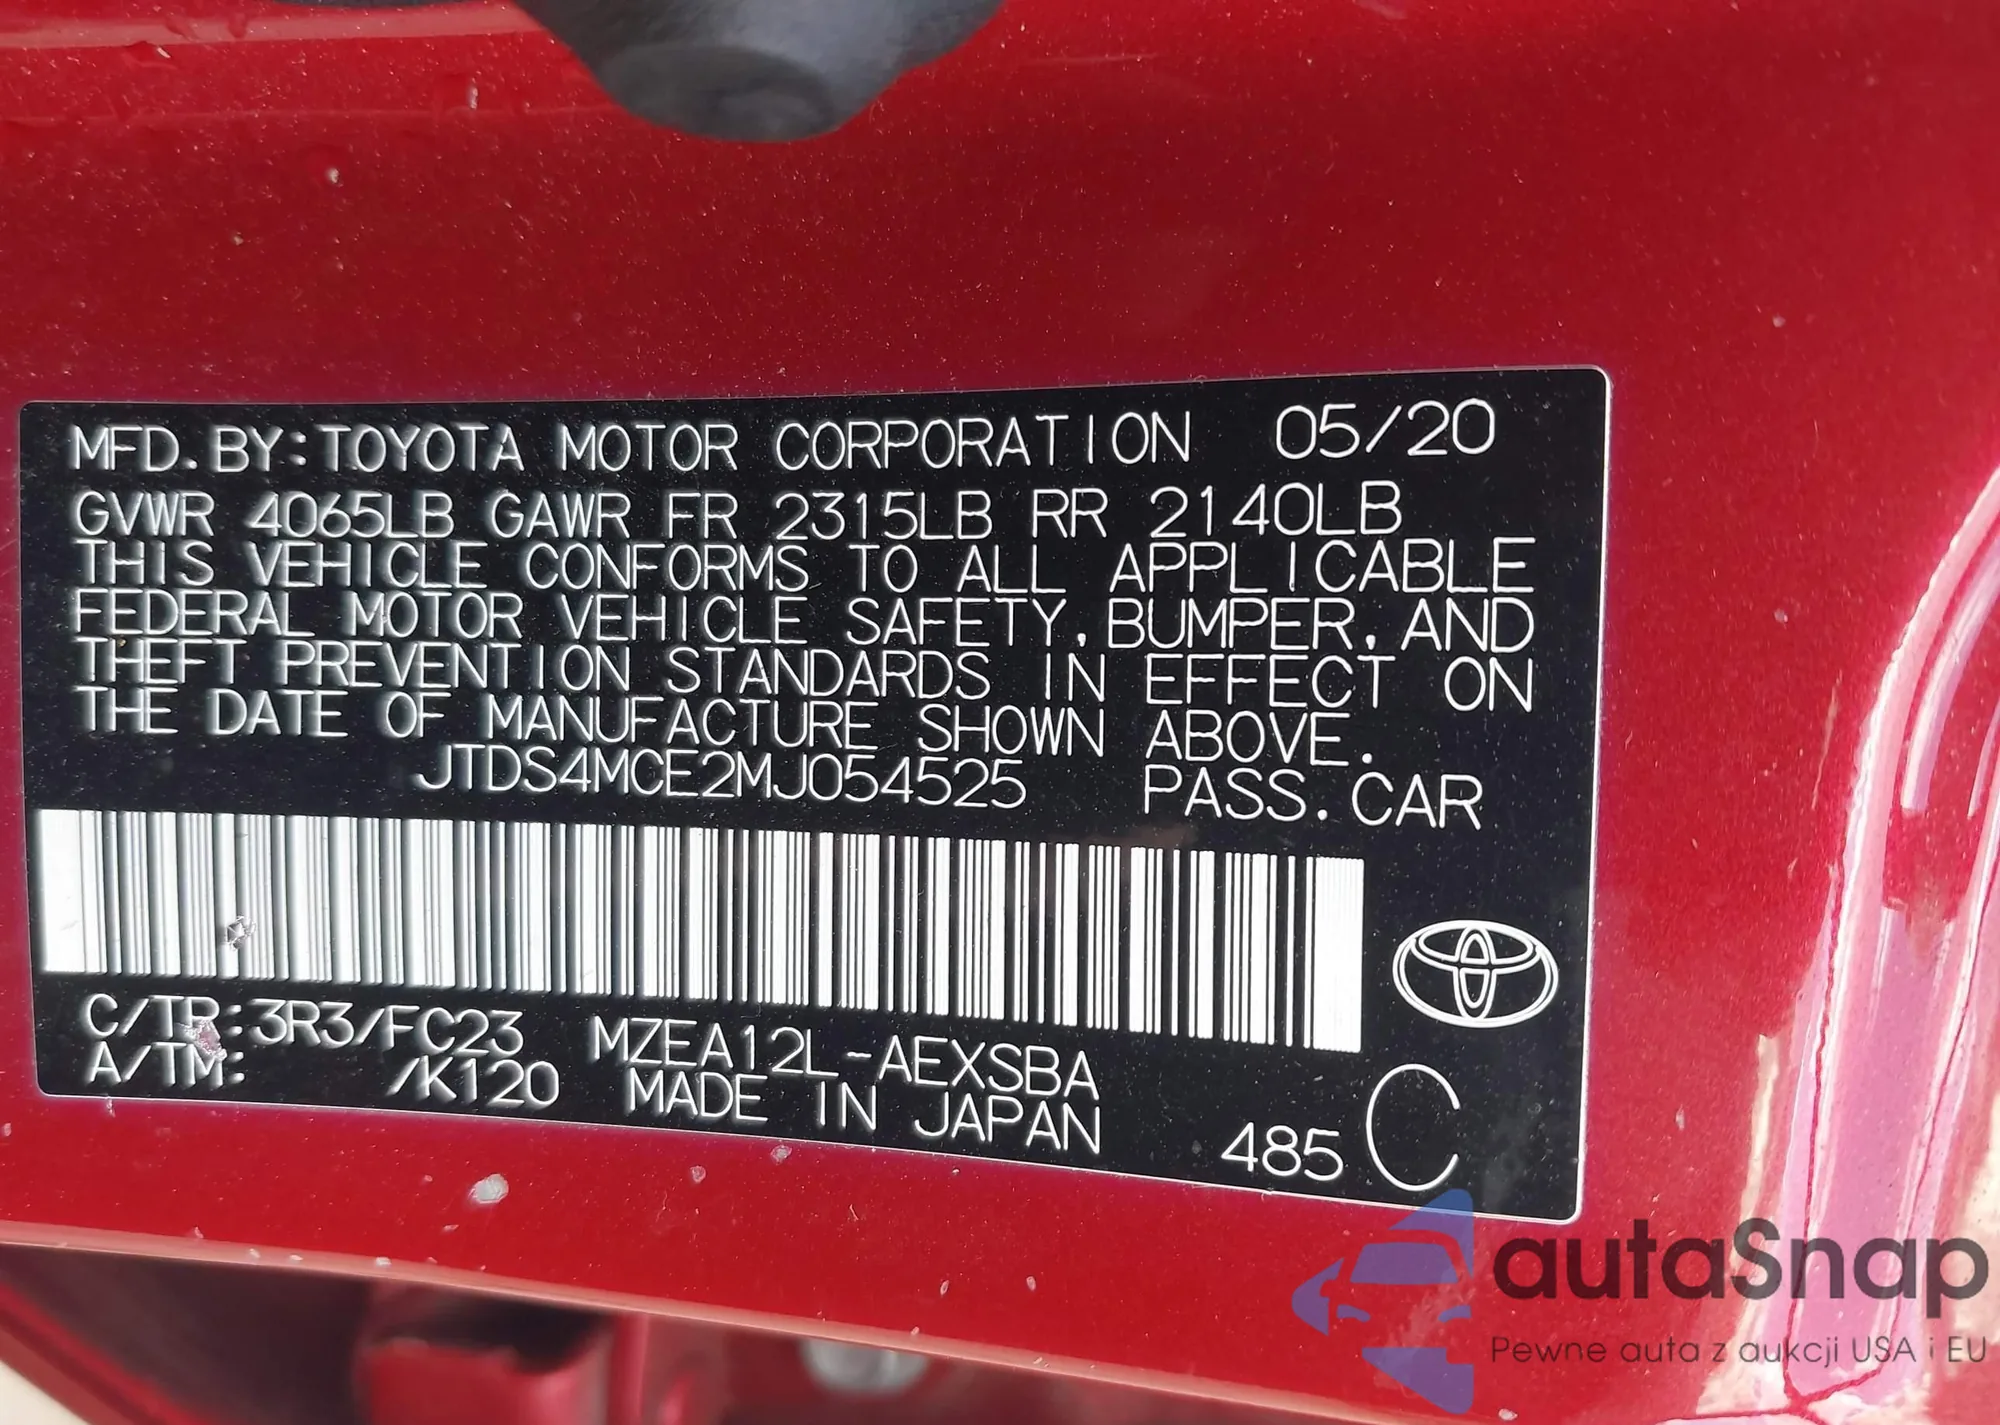 MFD.BY:TOYOTA MOTOR CORPORATION 05/20
GVWR 4065LB GAWR FR 2315LB RR 2140LB
THIS VEHICLE CONFORMS TO ALL APPLICABLE
FEDERAL MOTOR VEHICLE SAFETY,BUMPER,AND
THEFT PREVENTION STANDARDS IN EFFECT ON
THE DATE OF MANUFACTURE SHOWN ABOVE.
JTDS4MCE2MJ054525 PASS.CAR
C/TR:3R3/FC23 MZEA12L-AEXSBA
A/TM: /K120 MADE IN JAPAN
485 C
autaSnap
Pewne auta z aukcji USA i EU